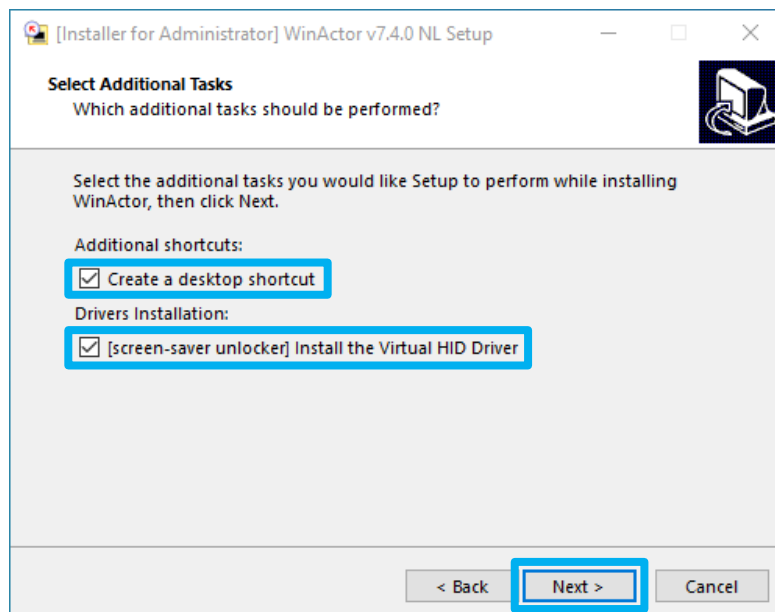 [Installer for Administrator] WinActor v7.4.0 NL Setup
Select Additional Tasks
Which additional tasks should be performed?
Select the additional tasks you would like Setup to perform while installing
WinActor, then click Next.
Additional shortcuts:
Create a desktop shortcut
Drivers Installation:
[screen-saver unlocker] Install the Virtual HID Driver
< Back
Next >
Cancel